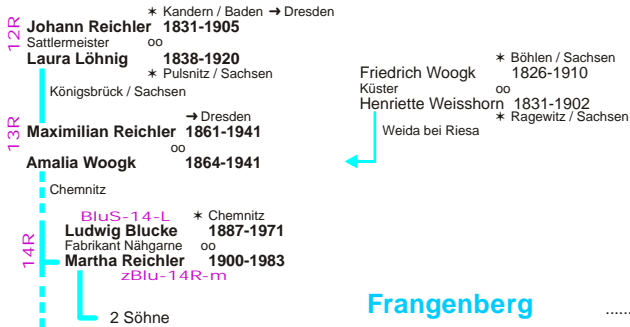 12R
✶ Kandern / Baden ➔ Dresden
Johann Reichler 1831-1905
Sattlermeister oo
Laura Löhnig 1838-1920
✶ Pulsnitz / Sachsen
Königsbrück / Sachsen
✶ Böhlen / Sachsen
Friedrich Woogk 1826-1910
Küster oo
Henriette Weisshorn 1831-1902
✶ Ragewitz / Sachsen
Weida bei Riesa
13R
➔ Dresden
Maximilian Reichler 1861-1941
oo
Amalia Woogk 1864-1941
Chemnitz
14R
BluS-14-L ✶ Chemnitz
Ludwig Blucke 1887-1971
Fabrikant Nähgarne oo
Martha Reichler 1900-1983
zBlu-14R-m
2 Söhne
Frangenberg ......